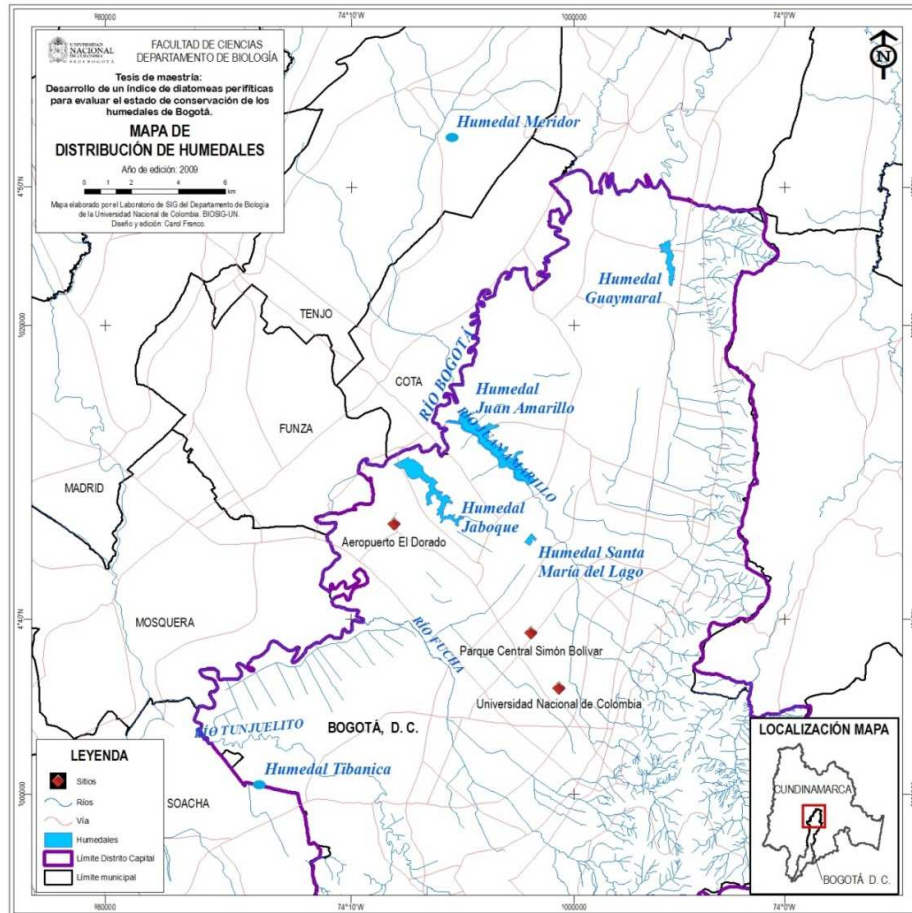 980000
74°10'W
1000000
74°0'W
UNIVERSIDAD
NACIONAL
DE COLOMBIA
SEDE BOGOTÁ
FACULTAD DE CIENCIAS
DEPARTAMENTO DE BIOLOGÍA
Tesis de maestría:
Desarrollo de un índice de diatomeas perifíticas
para evaluar el estado de conservación de los
humedales de Bogotá.
MAPA DE
DISTRIBUCIÓN DE HUMEDALES
Año de edición: 2009
0 1 2 4 6
km
Mapa elaborado por el Laboratorio de SIG del Departamento de Biología
de la Universidad Nacional de Colombia. BIOSIG-UN.
Diseño y edición: Carol Franco.
N
Humedal Meridor
4°50'N
Humedal
Guaymaral
TENJO
RÍO BOGOTÁ
COTA
Humedal
Juan Amarillo
RÍO JUAN AMARILLO
FUNZA
MADRID
Humedal
Jaboque
Aeropuerto El Dorado
Humedal Santa
María del Lago
4°40'N
MOSQUERA
RÍO FUCHA
Parque Central Simón Bolivar
Universidad Nacional de Colombia
RÍO TUNJUELITO
BOGOTÁ, D. C.
Humedal Tibanica
SOACHA
LEYENDA
Sitios
Ríos
Vía
Humedales
Límite Distrito Capital
Límite municipal
LOCALIZACIÓN MAPA
CUNDINAMARCA
BOGOTÁ D. C.
980000
74°10'W
1000000
74°0'W